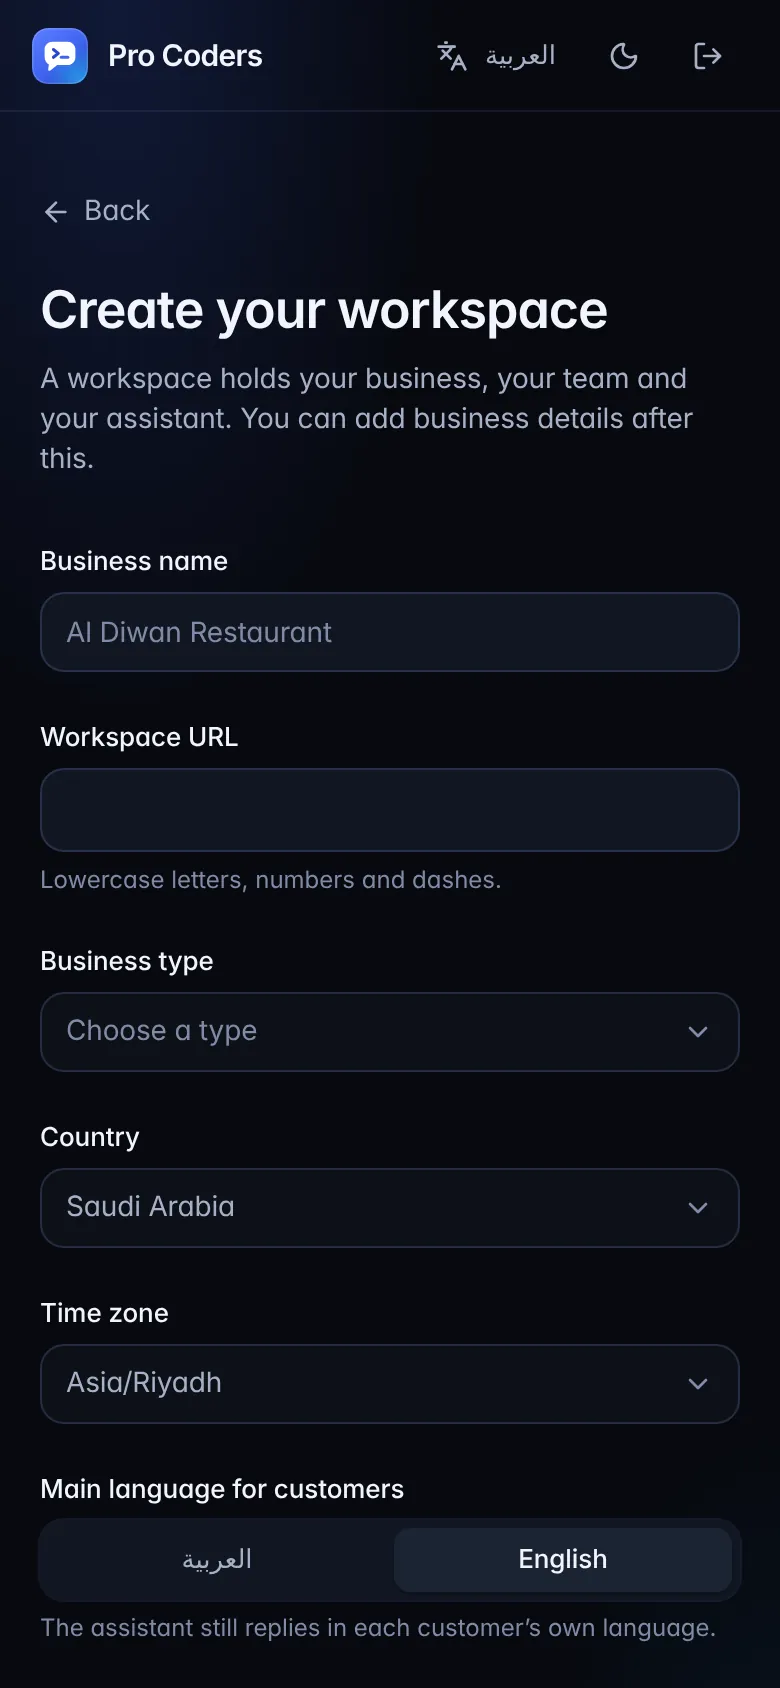 Pro Coders
العربية
Back
Create your workspace
A workspace holds your business, your team and
your assistant. You can add business details after
this.
Business name
Al Diwan Restaurant
Workspace URL
Lowercase letters, numbers and dashes.
Business type
Choose a type
Country
Saudi Arabia
Time zone
Asia/Riyadh
Main language for customers
العربية
English
The assistant still replies in each customer’s own language.